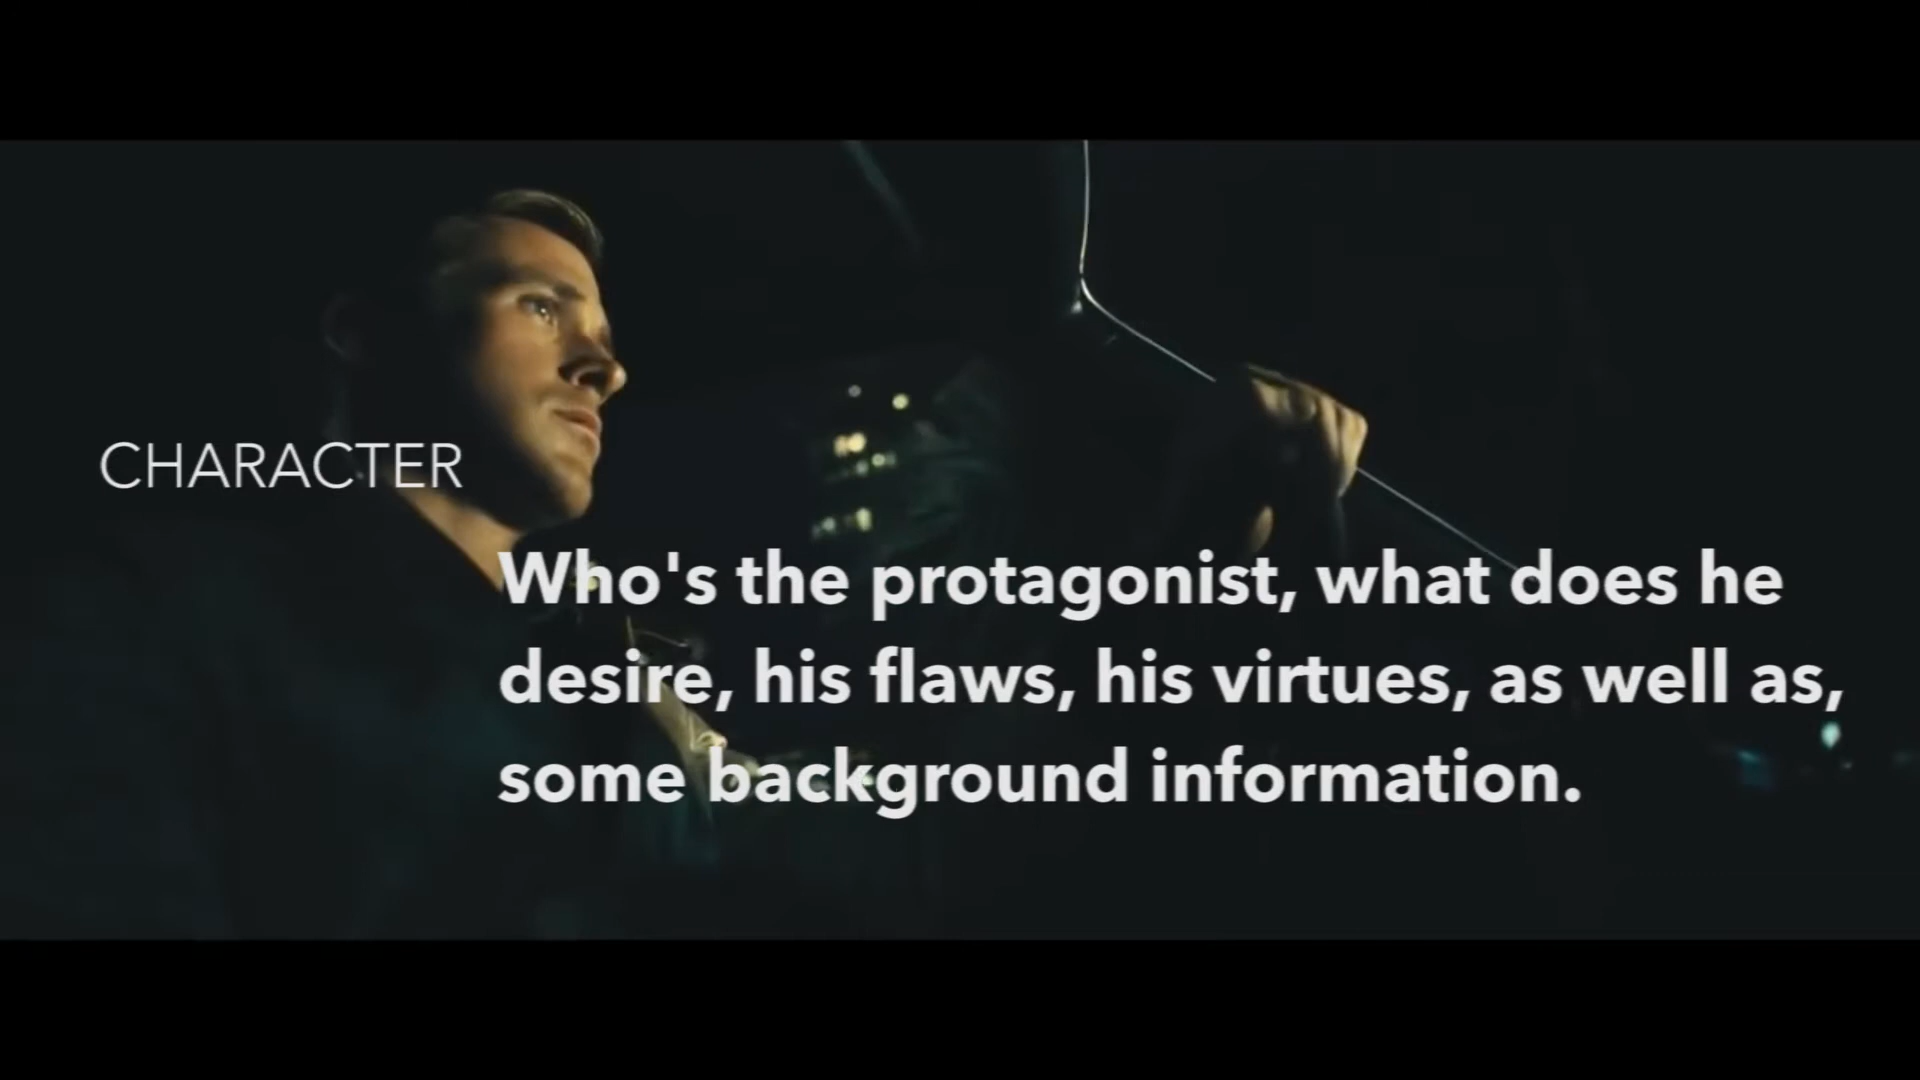 CHARACTER
Who's the protagonist, what does he
desire, his flaws, his virtues, as well as,
some background information.